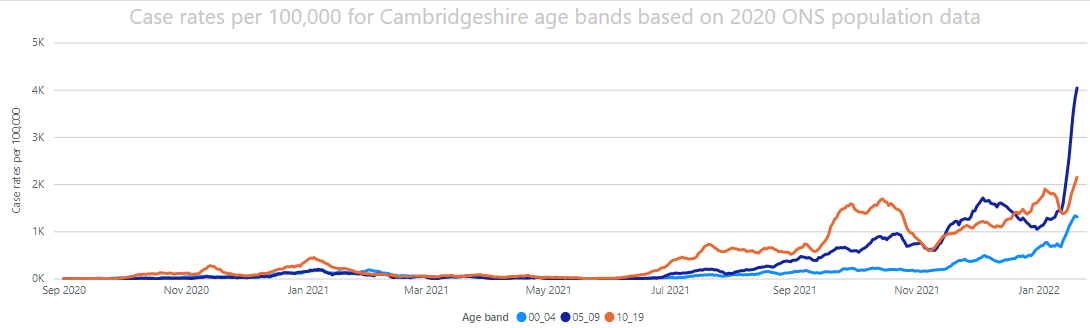 Case rates per 100,000 for Cambridgeshire age bands based on 2020 ONS population data
5K
4K
3K
2K
1K
0K
Case rates per 100,000
Sep 2020 Nov 2020 Jan 2021 Mar 2021 May 2021 Jul 2021 Sep 2021 Nov 2021 Jan 2022
Age band 00_04 05_09 10_19